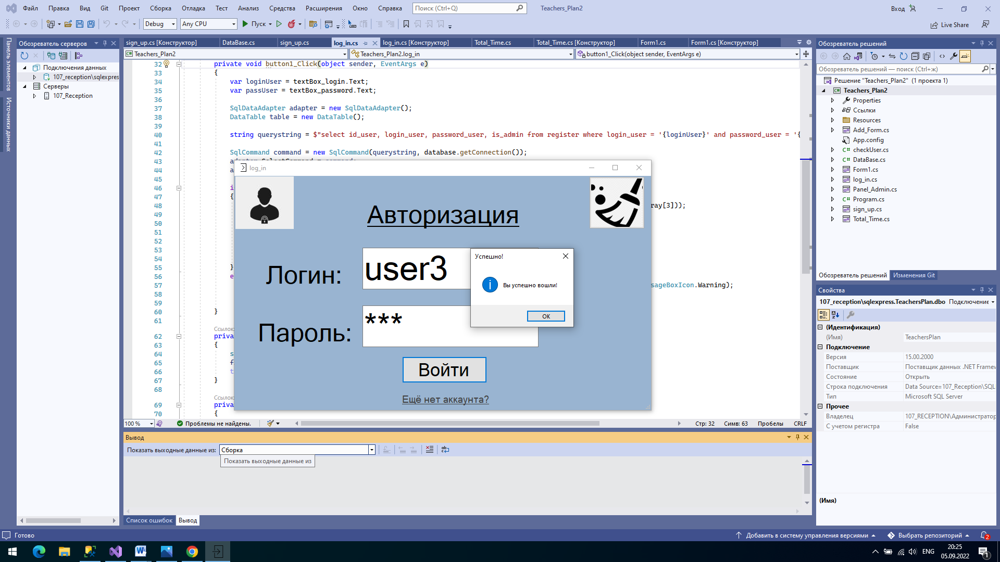 Файл Правка Вид Git Проект Сборка Отладка Тест Анализ Средства Расширения Окно Справка Поиск (Ctrl+Q) Teachers_Plan2 Вход
Debug Any CPU Пуск Live Share
Панель элементов
Источники данных
Обозреватель серверов
Подключения данных
107_reception\sqlexpres
Серверы
107_Reception
sign_up.cs [Конструктор] DataBase.cs sign_up.cs log_in.cs log_in.cs [Конструктор] Total_Time.cs Total_Time.cs [Конструктор] Form1.cs Form1.cs [Конструктор]
Teachers_Plan2 Teachers_Plan2.log_in button1_Click(object sender, EventArgs e)
32 private void button1_Click(object sender, EventArgs e)
33 {
34 var loginUser = textBox_login.Text;
35 var passUser = textBox_password.Text;
36
37 SqlDataAdapter adapter = new SqlDataAdapter();
38 DataTable table = new DataTable();
39
40 string querystring = $"select id_user, login_user, password_user, is_admin from register where login_user = '{loginUser}' and password_user = '{
41
42 SqlCommand command = new SqlCommand(querystring, database.getConnection());
43
44
45
46
47 {
48 ray[3]));
49
50
51
52
53
54
55 }
56
57 sageBoxIcon.Warning);
58
59
60 }
61
Ссылок
62 priva
63 {
64 s
65 f
66 t
67 }
68
Ссылок
69 priva
70 {
log_in
Авторизация
Логин: user3
Пароль: ***
Войти
Ещё нет аккаунта?
Успешно!
Вы успешно вошли!
OK
100 % Проблемы не найдены. Стр: 32 Симв: 63 Пробелы CRLF
Вывод
Показать выходные данные из: Сборка
Показать выходные данные из
Список ошибок Вывод
Обозреватель решений
Обозреватель решений — поиск (Ctrl+ж)
Решение "Teachers_Plan2" (1 проекта 1)
Teachers_Plan2
Properties
Ссылки
Resources
Add_Form.cs
App.config
C# checkUser.cs
C# DataBase.cs
Form1.cs
log_in.cs
Panel_Admin.cs
C# Program.cs
sign_up.cs
Total_Time.cs
Обозреватель решений Изменения Git
Свойства
107_reception\sqlexpress.TeachersPlan.dbo Подключение
(Идентификация)
(Имя) TeachersPlan
Подключение
Версия 15.00.2000
Поставщик Поставщик данных .NET Framew
Состояние Открыть
Строка подключения Data Source=107_Reception\SQL
Тип Microsoft SQL Server
Прочее
Владелец 107_RECEPTION\Администратор
С учетом регистра False
(Имя)
Готово Добавить в систему управления версиями Выбрать репозиторий 2
ENG 20:25
05.09.2022 1